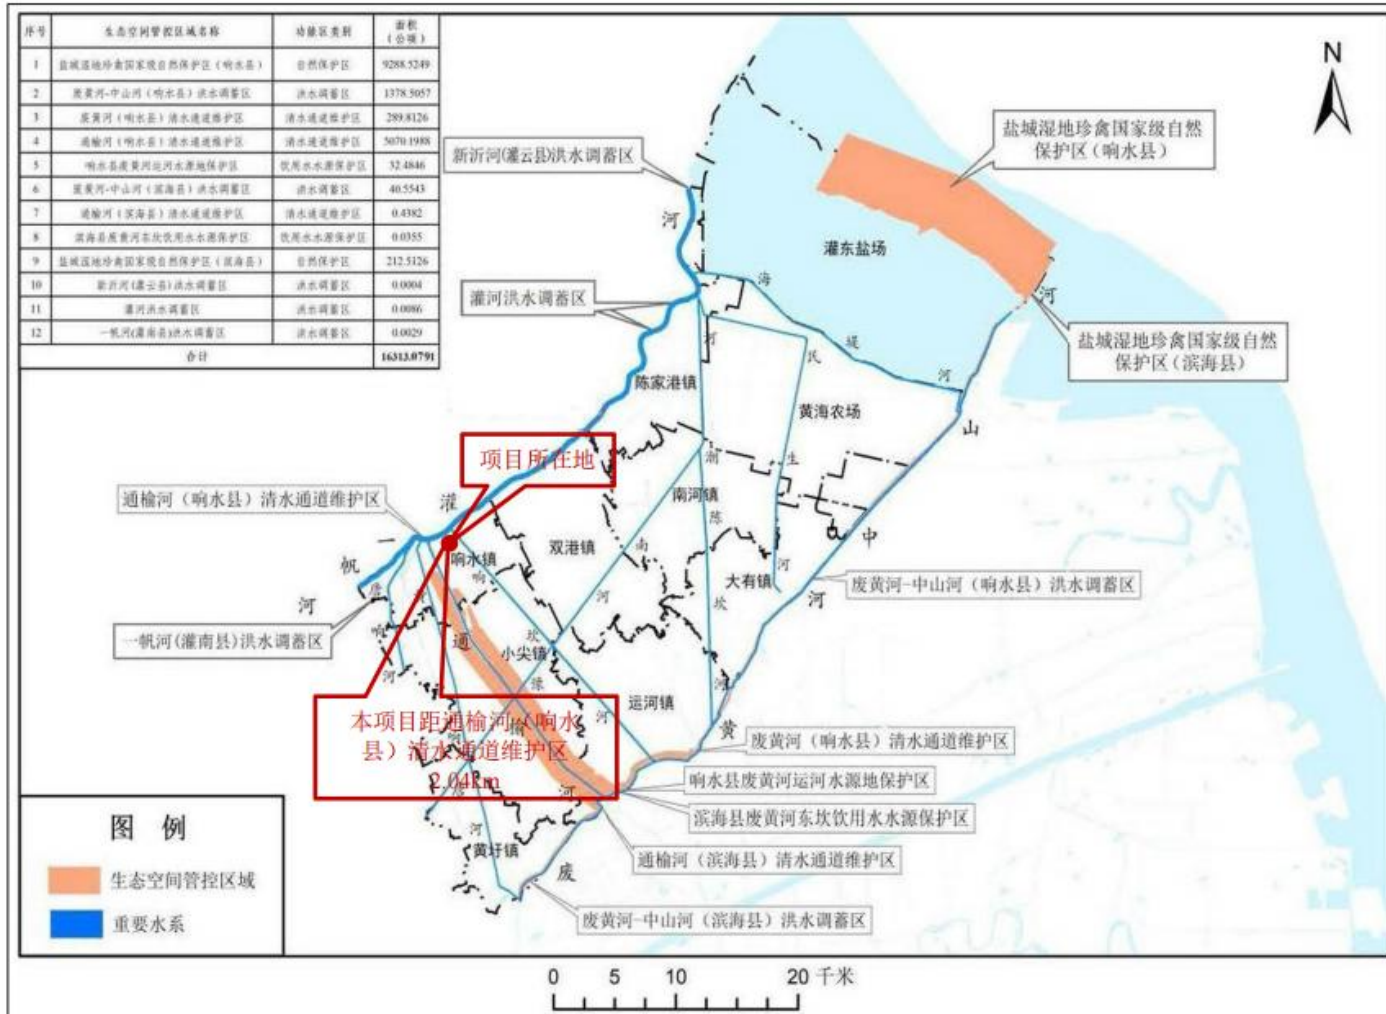 序号 生态空间管控区域名称 功能区类别 面积（公顷）
1 盐城湿地珍禽国家级自然保护区（响水县） 自然保护区 9288.5249
2 废黄河-中山河（响水县）洪水调蓄区 洪水调蓄区 1378.5057
3 废黄河（响水县）清水通道维护区 清水通道维护区 289.8126
4 通榆河（响水县）清水通道维护区 清水通道维护区 5070.1988
5 响水县废黄河运河水源地保护区 饮用水水源保护区 32.4846
6 废黄河-中山河（滨海县）洪水调蓄区 洪水调蓄区 40.5543
7 通榆河（滨海县）清水通道维护区 清水通道维护区 0.4382
8 滨海县废黄河东坎饮用水水源保护区 饮用水水源保护区 0.0355
9 盐城湿地珍禽国家级自然保护区（滨海县） 自然保护区 212.5126
10 新沂河(灌云县)洪水调蓄区 洪水调蓄区 0.0004
11 灌河洪水调蓄区 洪水调蓄区 0.0086
12 一帆河(灌南县)洪水调蓄区 洪水调蓄区 0.0029
合计 16313.0791
N
盐城湿地珍禽国家级自然
保护区（响水县）
新沂河(灌云县)洪水调蓄区
河
灌东盐场
灌河洪水调蓄区
海
堤
河
河
盐城湿地珍禽国家级自然
保护区（滨海县）
河
民
生
河
陈家港镇
黄海农场
山
项目所在地
潮
南河镇
陈
通榆河（响水县）清水通道维护区
灌
一
帆
河
响水镇
双港镇
南
中
大有镇
河
废黄河-中山河（响水县）洪水调蓄区
唐
响
河
响
坎
河
一帆河(灌南县)洪水调蓄区
通
小尖镇
河
坎
运河镇
本项目距通榆河（响水
县）清水通道维护区
2.04km
榆
河
黄
废黄河（响水县）清水通道维护区
响水县废黄河运河水源地保护区
滨海县废黄河东坎饮用水水源保护区
河
黄圩镇
通榆河（滨海县）清水通道维护区
废
废黄河-中山河（滨海县）洪水调蓄区
图 例
生态空间管控区域
重要水系
0 5 10 20 千米